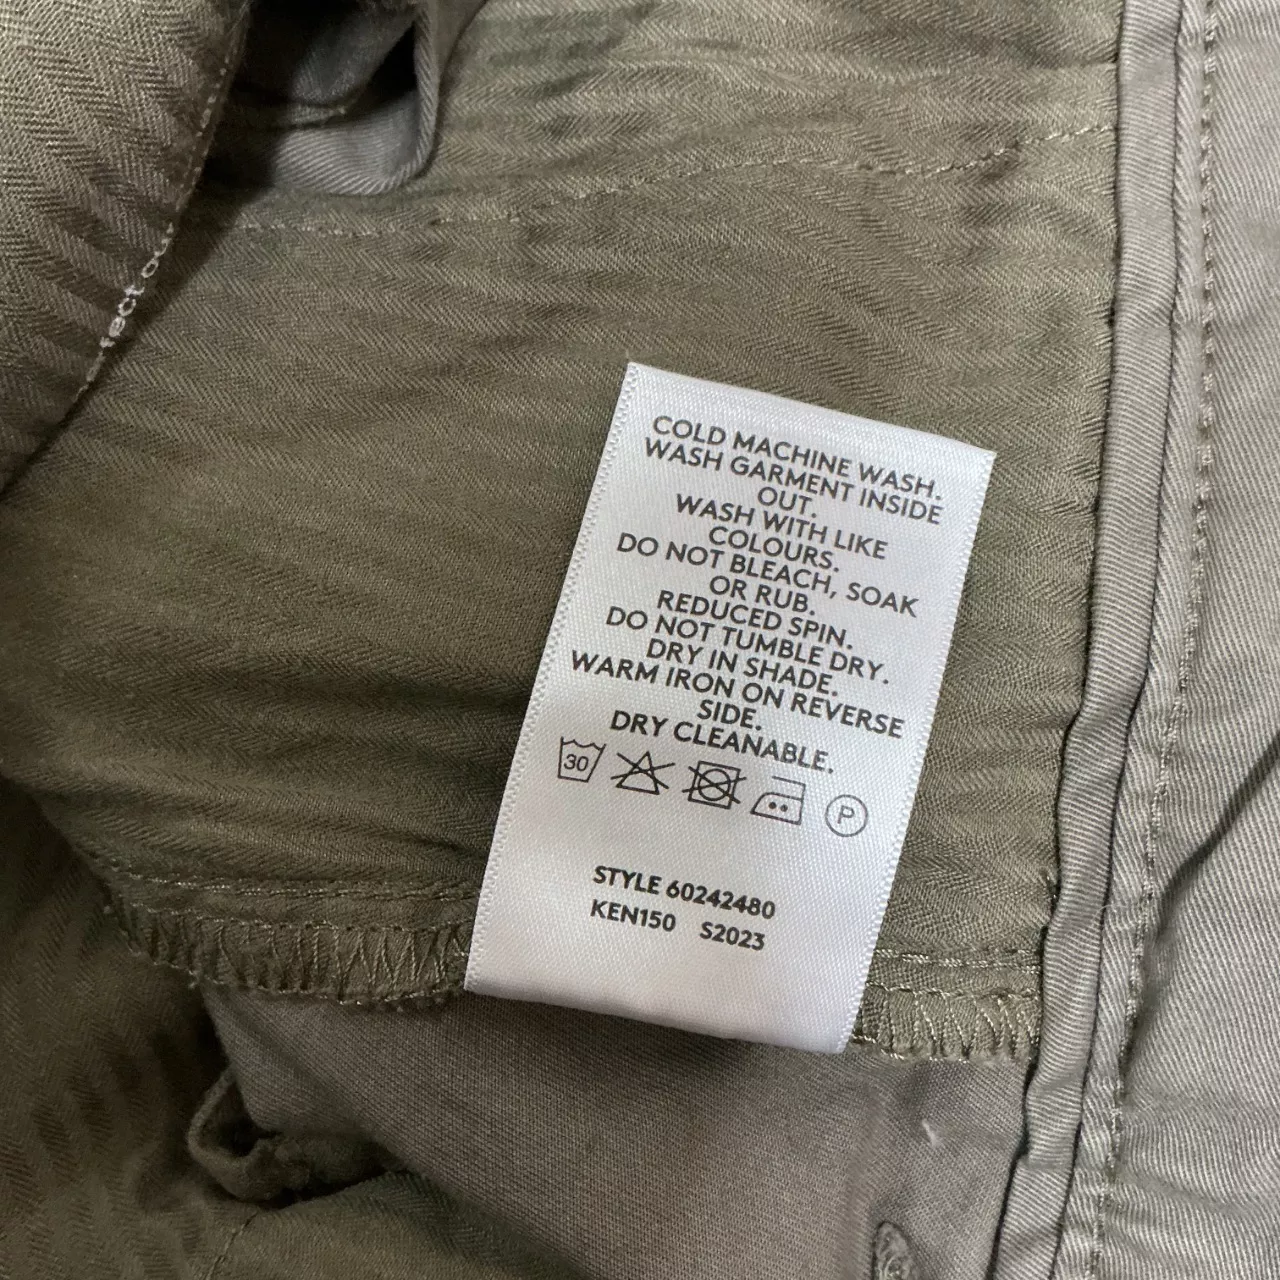 COLD MACHINE WASH.
WASH GARMENT INSIDE
OUT.
WASH WITH LIKE
COLOURS.
DO NOT BLEACH, SOAK
OR RUB.
REDUCED SPIN.
DO NOT TUMBLE DRY.
DRY IN SHADE.
WARM IRON ON REVERSE
SIDE.
DRY CLEANABLE.
30 P
STYLE 60242480
KEN150 S2023